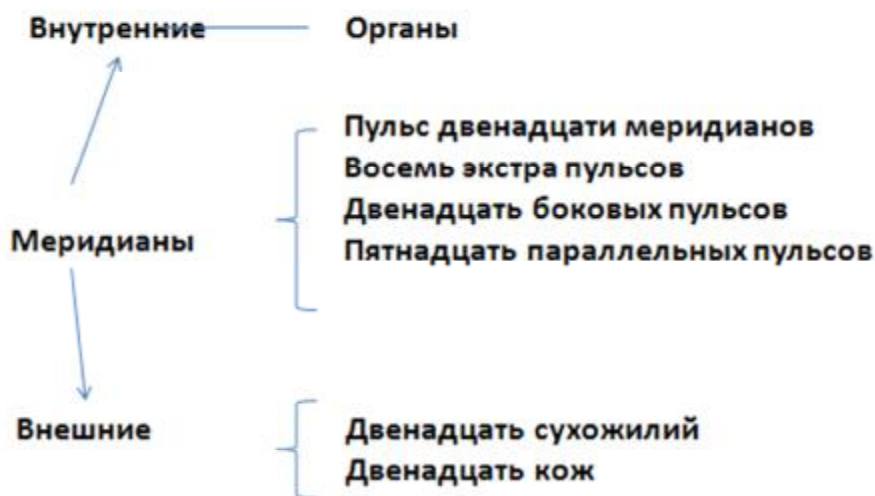 Внутренние
Органы
Пульс двенадцати меридианов
Восемь экстра пульсов
Двенадцать боковых пульсов
Меридианы
Пятнадцать параллельных пульсов
Внешние
Двенадцать сухожилий
Двенадцать кож